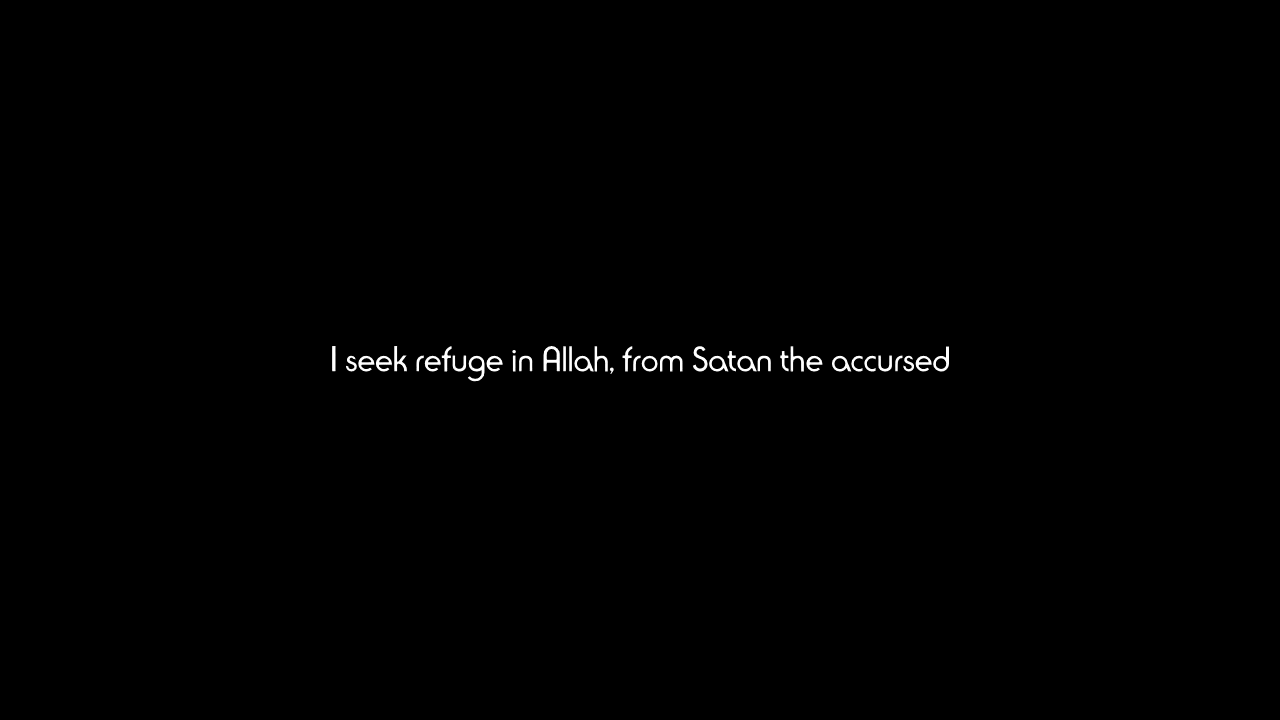 I seek refuge in Allah, from Satan the accursed